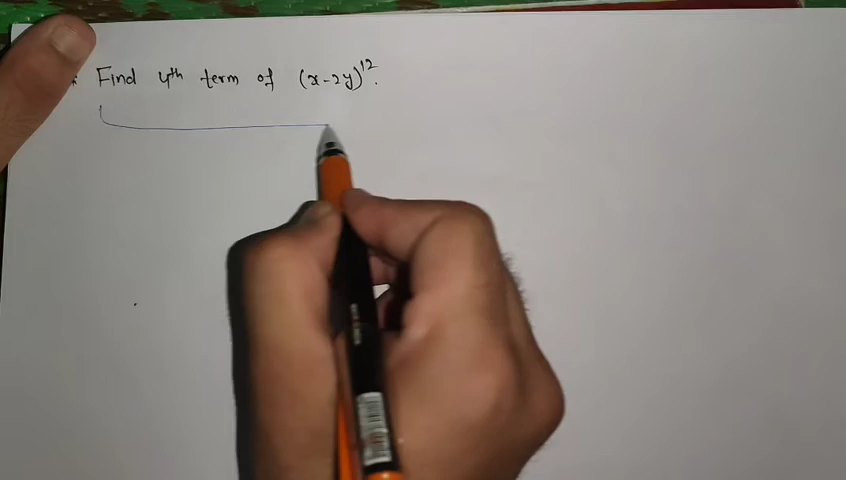 Find 4th term of (x-2y)^12.